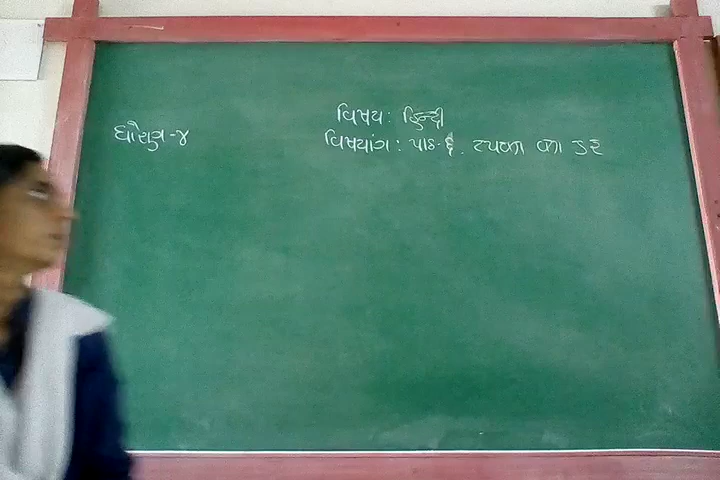 વિષય: હિન્દી
ધોરણ-૪
વિષયાંગ: પાઠ-૬. ટપકા કા ડર